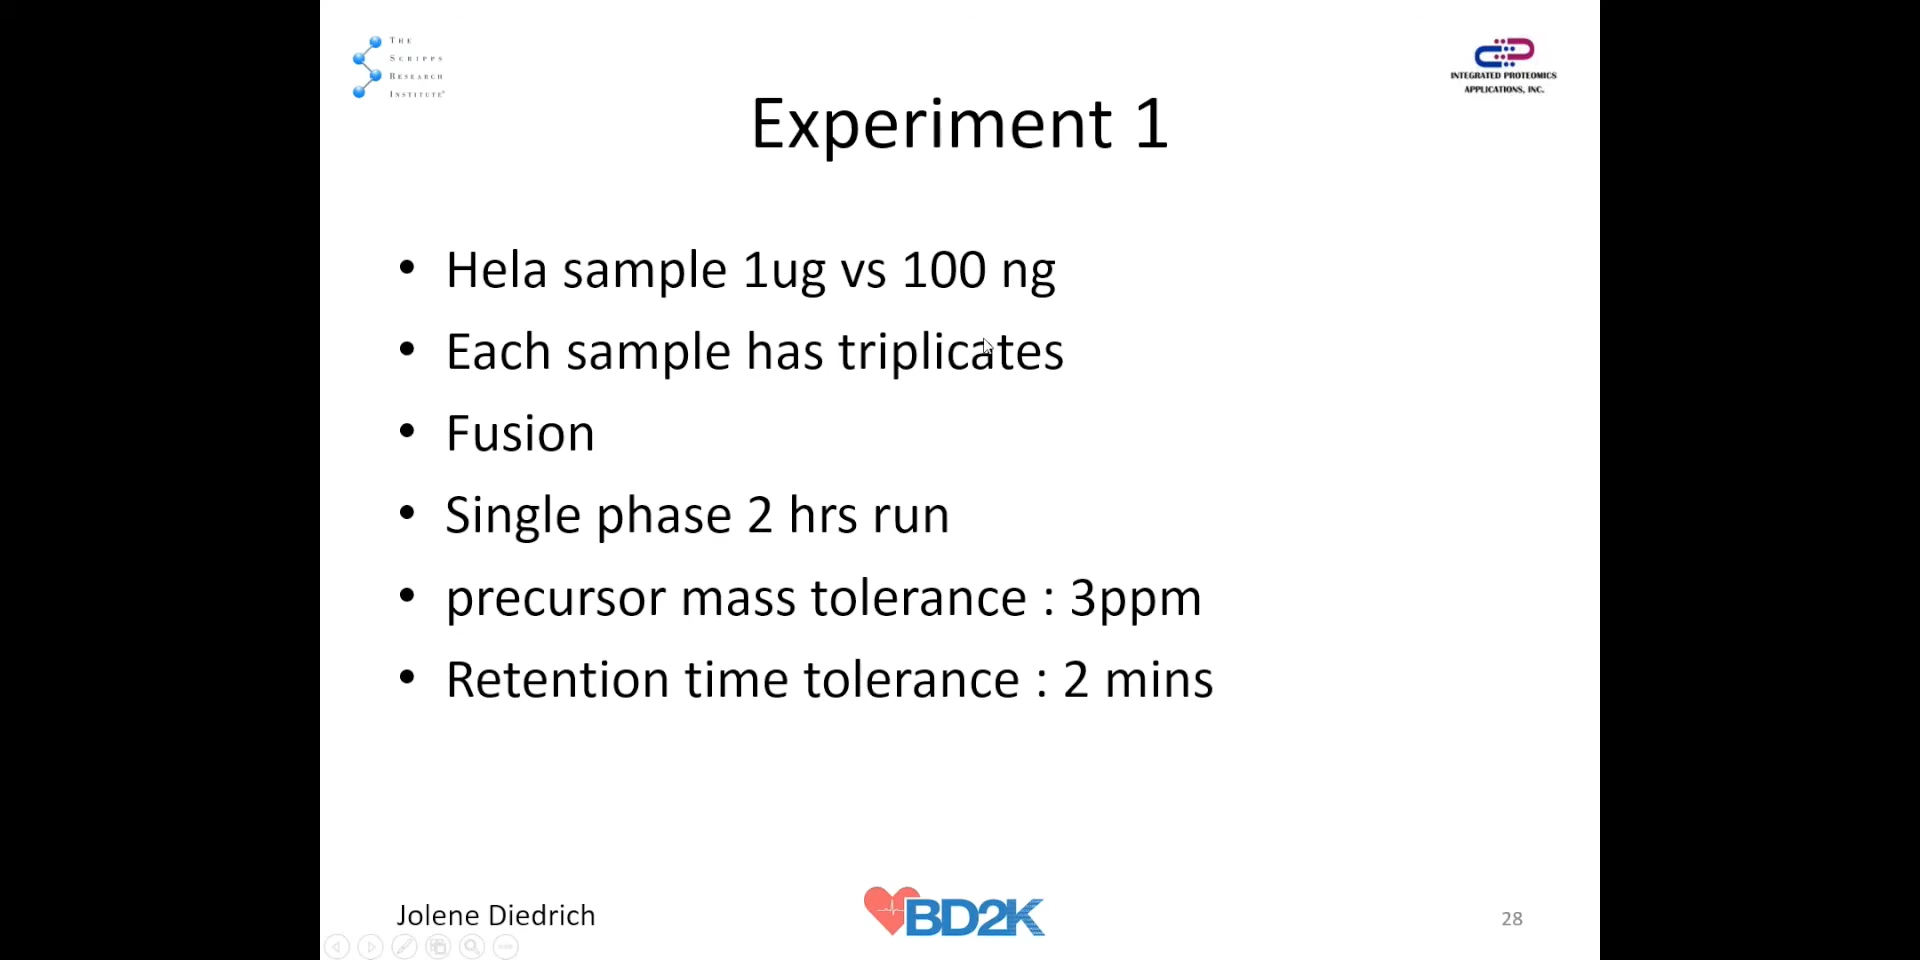 THE
SCRIPPS
RESEARCH
INSTITUTE®
INTEGRATED PROTEOMICS
APPLICATIONS, INC.
Experiment 1
• Hela sample 1ug vs 100 ng
• Each sample has triplicates
• Fusion
• Single phase 2 hrs run
• precursor mass tolerance : 3ppm
• Retention time tolerance : 2 mins
Jolene Diedrich
BD2K
28